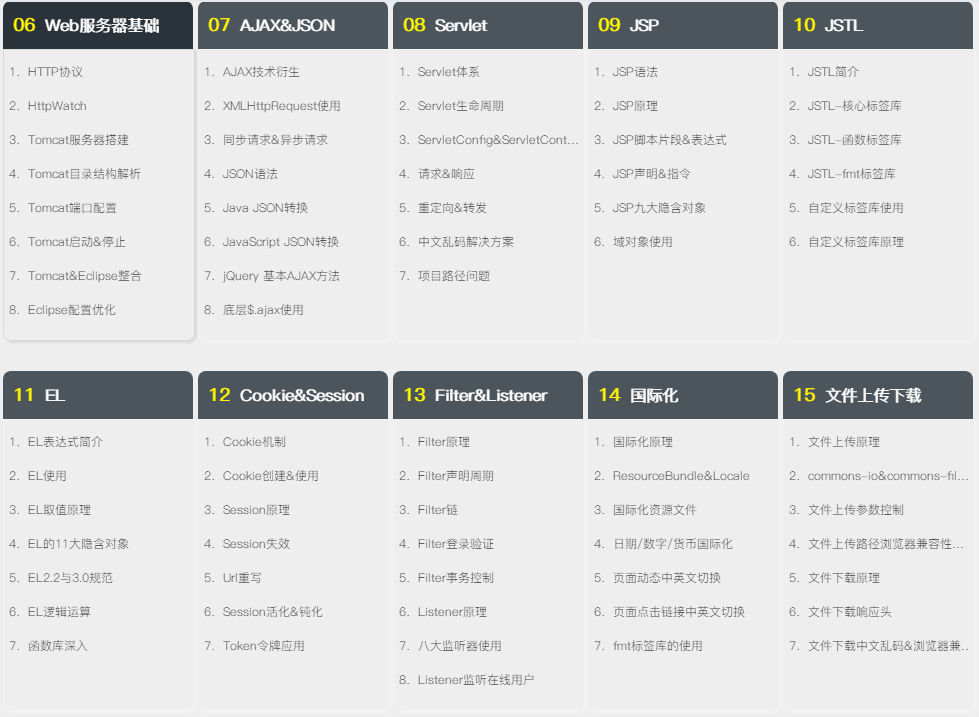 06 Web服务器基础
1. HTTP协议
2. HttpWatch
3. Tomcat服务器搭建
4. Tomcat目录结构解析
5. Tomcat端口配置
6. Tomcat启动&停止
7. Tomcat&Eclipse整合
8. Eclipse配置优化
07 AJAX&JSON
1. AJAX技术衍生
2. XMLHttpRequest使用
3. 同步请求&异步请求
4. JSON语法
5. Java JSON转换
6. JavaScript JSON转换
7. jQuery 基本AJAX方法
8. 底层$.ajax使用
08 Servlet
1. Servlet体系
2. Servlet生命周期
3. ServletConfig&ServletCont...
4. 请求&响应
5. 重定向&转发
6. 中文乱码解决方案
7. 项目路径问题
09 JSP
1. JSP语法
2. JSP原理
3. JSP脚本片段&表达式
4. JSP声明&指令
5. JSP九大隐含对象
6. 域对象使用
10 JSTL
1. JSTL简介
2. JSTL-核心标签库
3. JSTL-函数标签库
4. JSTL-fmt标签库
5. 自定义标签库使用
6. 自定义标签库原理
11 EL
1. EL表达式简介
2. EL使用
3. EL取值原理
4. EL的11大隐含对象
5. EL2.2与3.0规范
6. EL逻辑运算
7. 函数库深入
12 Cookie&Session
1. Cookie机制
2. Cookie创建&使用
3. Session原理
4. Session失效
5. Url重写
6. Session活化&钝化
7. Token令牌应用
13 Filter&Listener
1. Filter原理
2. Filter声明周期
3. Filter链
4. Filter登录验证
5. Filter事务控制
6. Listener原理
7. 八大监听器使用
8. Listener监听在线用户
14 国际化
1. 国际化原理
2. ResourceBundle&Locale
3. 国际化资源文件
4. 日期/数字/货币国际化
5. 页面动态中英文切换
6. 页面点击链接中英文切换
7. fmt标签库的使用
15 文件上传下载
1. 文件上传原理
2. commons-io&commons-fil...
3. 文件上传参数控制
4. 文件上传路径浏览器兼容性...
5. 文件下载原理
6. 文件下载响应头
7. 文件下载中文乱码&浏览器兼...